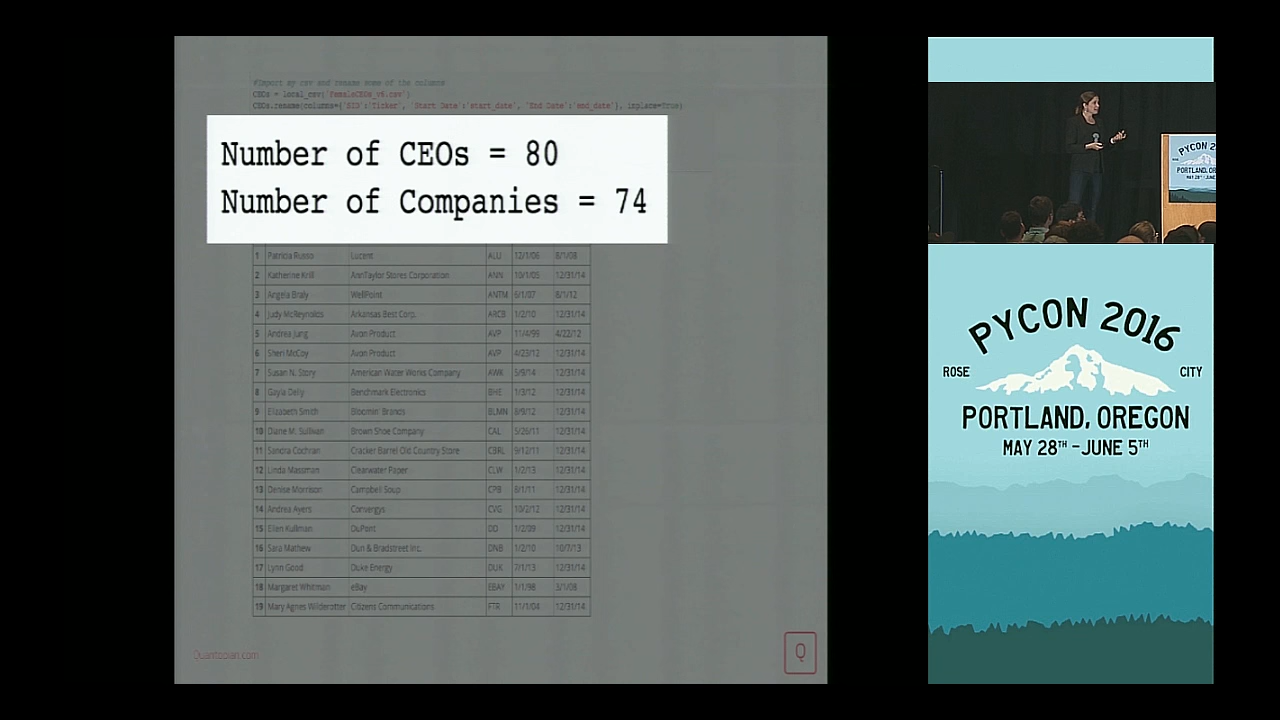 #Import my csv and rename some of the columns
CEOs = local_csv('femaleCEOs_v6.csv')
CEOs.rename(columns={'SID':'Ticker', 'Start Date':'start_date', 'End Date':'end_date'}, inplace=True)
Number of CEOs = 80
Number of Companies = 74
1 Patricia Russo Lucent ALU 12/1/06 8/1/08
2 Katherine Krill AnnTaylor Stores Corporation ANN 10/1/05 12/31/14
3 Angela Braly WellPoint ANTM 6/1/07 8/1/12
4 Judy McReynolds Arkansas Best Corp. ARCB 1/2/10 12/31/14
5 Andrea Jung Avon Product AVP 11/4/99 4/22/12
6 Sheri McCoy Avon Product AVP 4/23/12 12/31/14
7 Susan N. Story American Water Works Company AWK 5/9/14 12/31/14
8 Gayla Delly Benchmark Electronics BHE 1/3/12 12/31/14
9 Elizabeth Smith Bloomin' Brands BLMN 8/9/12 12/31/14
10 Diane M. Sullivan Brown Shoe Company CAL 5/26/11 12/31/14
11 Sandra Cochran Cracker Barrel Old Country Store CBRL 9/12/11 12/31/14
12 Linda Massman Clearwater Paper CLW 1/2/13 12/31/14
13 Denise Morrison Campbell Soup CPB 8/1/11 12/31/14
14 Andrea Ayers Convergys CVG 10/2/12 12/31/14
15 Ellen Kullman DuPont DD 1/2/09 12/31/14
16 Sara Mathew Dun & Bradstreet Inc. DNB 1/2/10 10/7/13
17 Lynn Good Duke Energy DUK 7/1/13 12/31/14
18 Margaret Whitman eBay EBAY 1/1/98 3/1/08
19 Mary Agnes Wilderotter Citizens Communications FTR 11/1/04 12/31/14
Quantopian.com
Q
PYCON 2016
ROSE CITY
PORTLAND, OREGON
MAY 28TH - JUNE 5TH